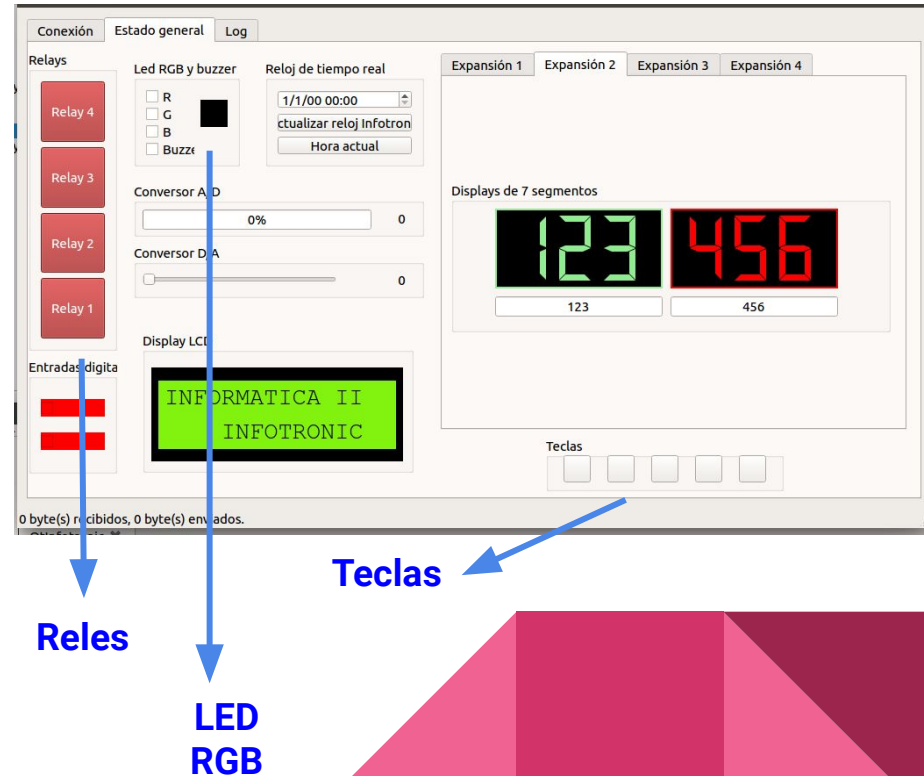 Conexión Estado general Log
Relays
Relay 4
Relay 3
Relay 2
Relay 1
Led RGB y buzzer
R
G
B
Buzze
Reloj de tiempo real
1/1/00 00:00
ctualizar reloj Infotron
Hora actual
Conversor A/D
0% 0
Conversor D/A
0
Display LCD
INFORMATICA II
INFOTRONIC
Entradas digita
Expansión 1 Expansión 2 Expansión 3 Expansión 4
Displays de 7 segmentos
123 456
123 456
Teclas
0 byte(s) recibidos, 0 byte(s) enviados.
Teclas
Reles
LED
RGB